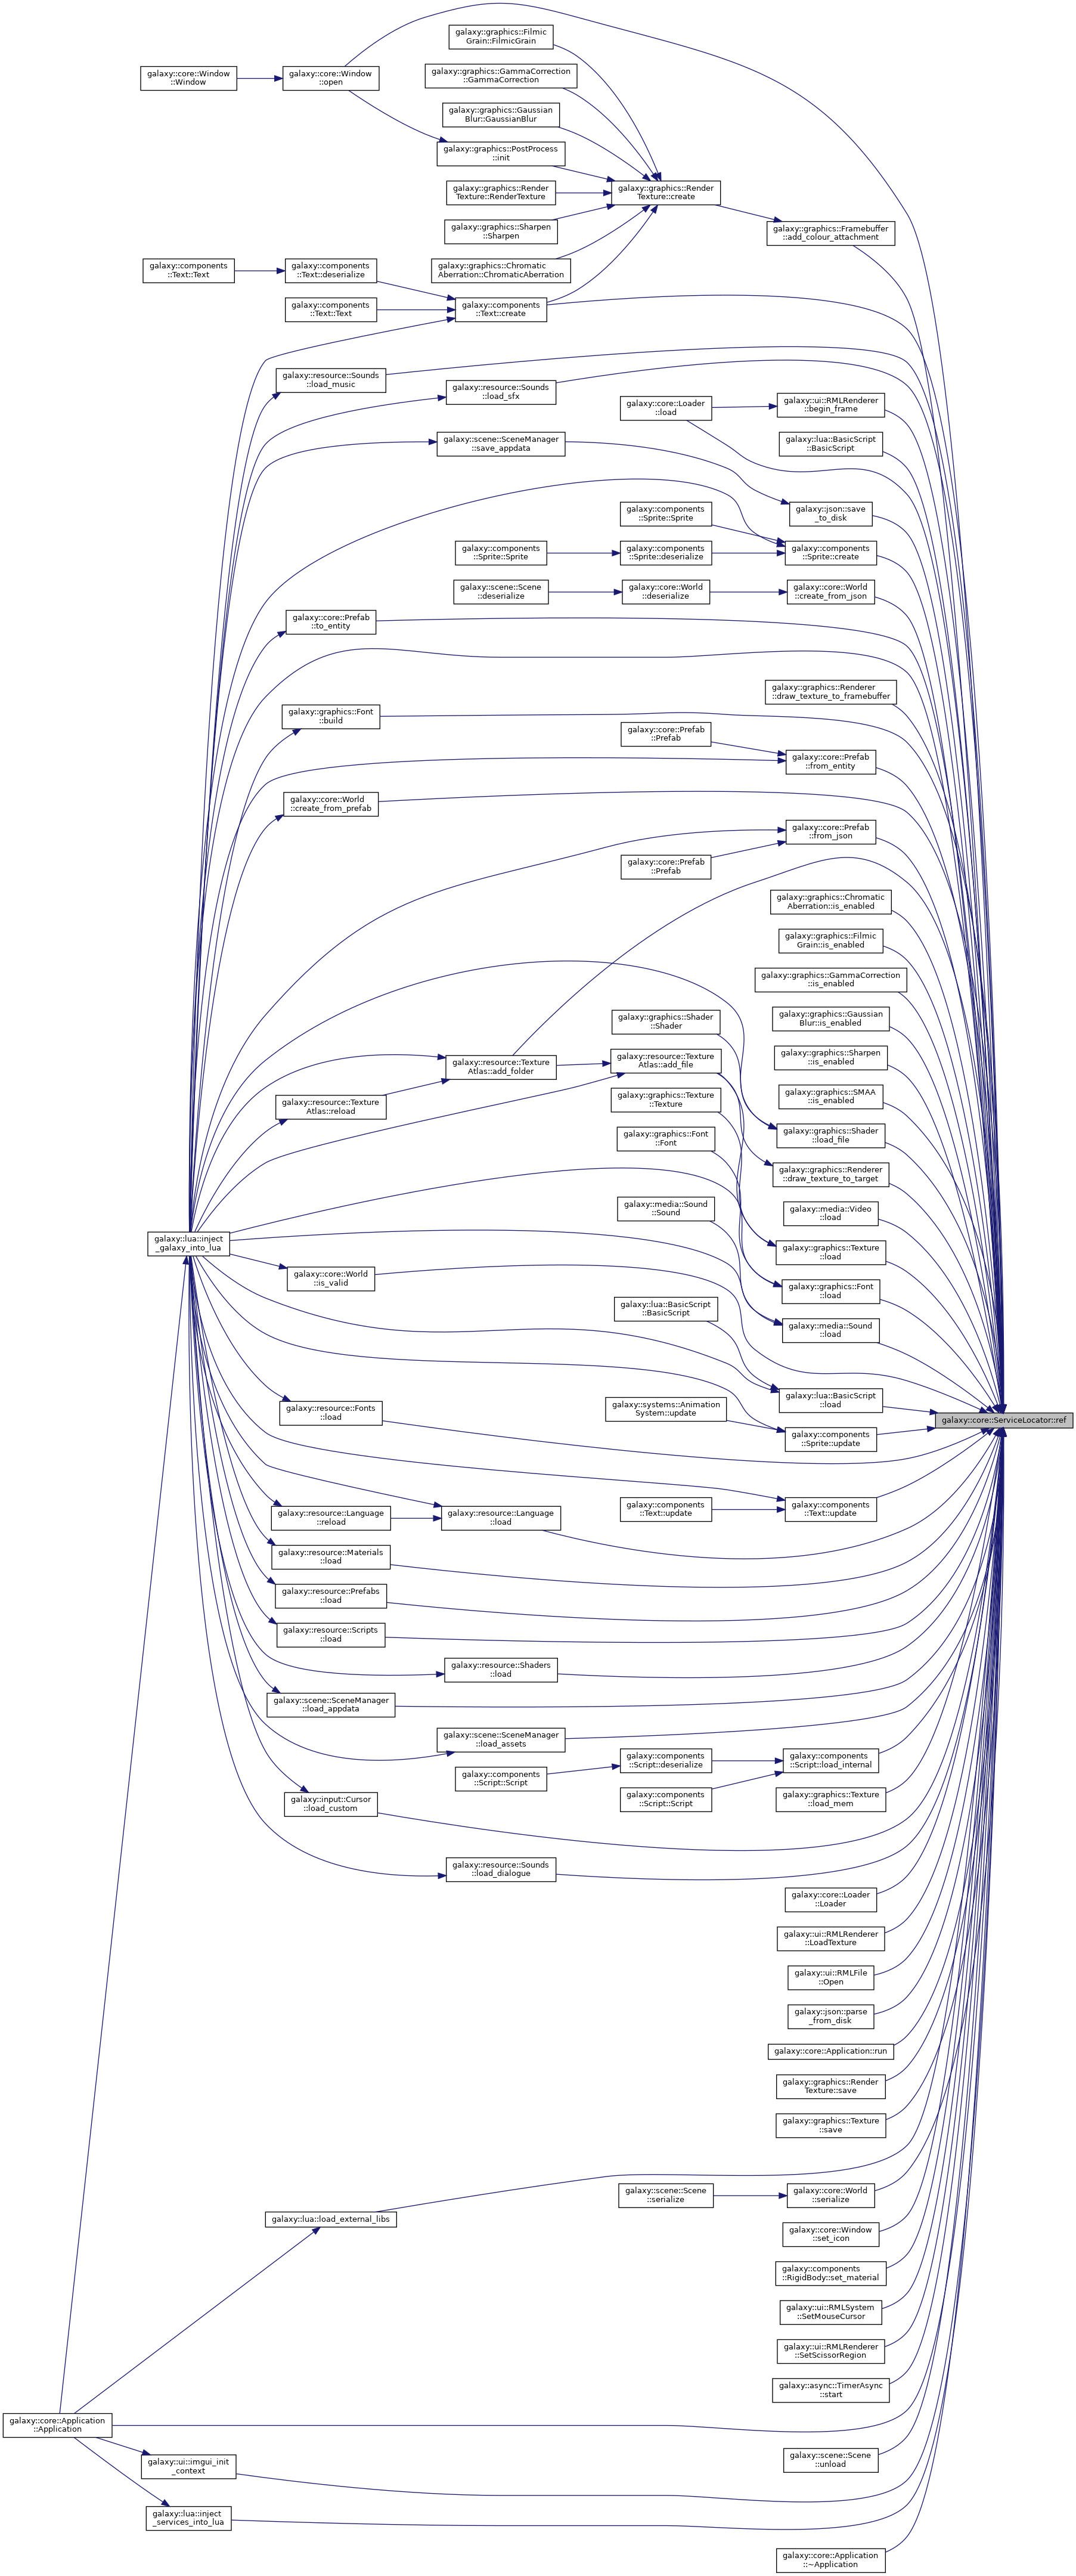 galaxy::graphics::Filmic
Grain::FilmicGrain
galaxy::core::Window
::Window
galaxy::core::Window
::open
galaxy::graphics::GammaCorrection
::GammaCorrection
galaxy::graphics::Gaussian
Blur::GaussianBlur
galaxy::graphics::PostProcess
::init
galaxy::graphics::Render
Texture::RenderTexture
galaxy::graphics::Render
Texture::create
galaxy::graphics::Sharpen
::Sharpen
galaxy::graphics::Framebuffer
::add_colour_attachment
galaxy::graphics::Chromatic
Aberration::ChromaticAberration
galaxy::components
::Text::Text
galaxy::components
::Text::deserialize
galaxy::components
::Text::Text
galaxy::components
::Text::create
galaxy::resource::Sounds
::load_music
galaxy::resource::Sounds
::load_sfx
galaxy::core::Loader
::load
galaxy::ui::RMLRenderer
::begin_frame
galaxy::scene::SceneManager
::save_appdata
galaxy::lua::BasicScript
::BasicScript
galaxy::json::save
_to_disk
galaxy::components
::Sprite::Sprite
galaxy::components
::Sprite::Sprite
galaxy::components
::Sprite::deserialize
galaxy::components
::Sprite::create
galaxy::scene::Scene
::deserialize
galaxy::core::World
::deserialize
galaxy::core::World
::create_from_json
galaxy::core::Prefab
::to_entity
galaxy::graphics::Renderer
::draw_texture_to_framebuffer
galaxy::graphics::Font
::build
galaxy::core::Prefab
::Prefab
galaxy::core::Prefab
::from_entity
galaxy::core::World
::create_from_prefab
galaxy::core::Prefab
::from_json
galaxy::core::Prefab
::Prefab
galaxy::graphics::Chromatic
Aberration::is_enabled
galaxy::graphics::Filmic
Grain::is_enabled
galaxy::graphics::GammaCorrection
::is_enabled
galaxy::graphics::Shader
::Shader
galaxy::graphics::Gaussian
Blur::is_enabled
galaxy::resource::Texture
Atlas::add_folder
galaxy::resource::Texture
Atlas::add_file
galaxy::graphics::Sharpen
::is_enabled
galaxy::resource::Texture
Atlas::reload
galaxy::graphics::Texture
::Texture
galaxy::graphics::SMAA
::is_enabled
galaxy::graphics::Font
::Font
galaxy::graphics::Shader
::load_file
galaxy::graphics::Renderer
::draw_texture_to_target
galaxy::media::Sound
::Sound
galaxy::media::Video
::load
galaxy::lua::inject
_galaxy_into_lua
galaxy::graphics::Texture
::load
galaxy::core::World
::is_valid
galaxy::graphics::Font
::load
galaxy::lua::BasicScript
::BasicScript
galaxy::media::Sound
::load
galaxy::resource::Fonts
::load
galaxy::systems::Animation
System::update
galaxy::lua::BasicScript
::load
galaxy::core::ServiceLocator::ref
galaxy::components
::Sprite::update
galaxy::resource::Language
::reload
galaxy::resource::Language
::load
galaxy::components
::Text::update
galaxy::components
::Text::update
galaxy::resource::Materials
::load
galaxy::resource::Prefabs
::load
galaxy::resource::Scripts
::load
galaxy::resource::Shaders
::load
galaxy::scene::SceneManager
::load_appdata
galaxy::scene::SceneManager
::load_assets
galaxy::components
::Script::Script
galaxy::components
::Script::deserialize
galaxy::components
::Script::load_internal
galaxy::input::Cursor
::load_custom
galaxy::components
::Script::Script
galaxy::graphics::Texture
::load_mem
galaxy::resource::Sounds
::load_dialogue
galaxy::core::Loader
::Loader
galaxy::ui::RMLRenderer
::LoadTexture
galaxy::ui::RMLFile
::Open
galaxy::json::parse
_from_disk
galaxy::core::Application::run
galaxy::graphics::Render
Texture::save
galaxy::graphics::Texture
::save
galaxy::scene::Scene
::serialize
galaxy::core::World
::serialize
galaxy::lua::load_external_libs
galaxy::core::Window
::set_icon
galaxy::components
::RigidBody::set_material
galaxy::ui::RMLSystem
::SetMouseCursor
galaxy::ui::RMLRenderer
::SetScissorRegion
galaxy::async::TimerAsync
::start
galaxy::core::Application
::Application
galaxy::scene::Scene
::unload
galaxy::ui::imgui_init
_context
galaxy::lua::inject
_services_into_lua
galaxy::core::Application
::~Application